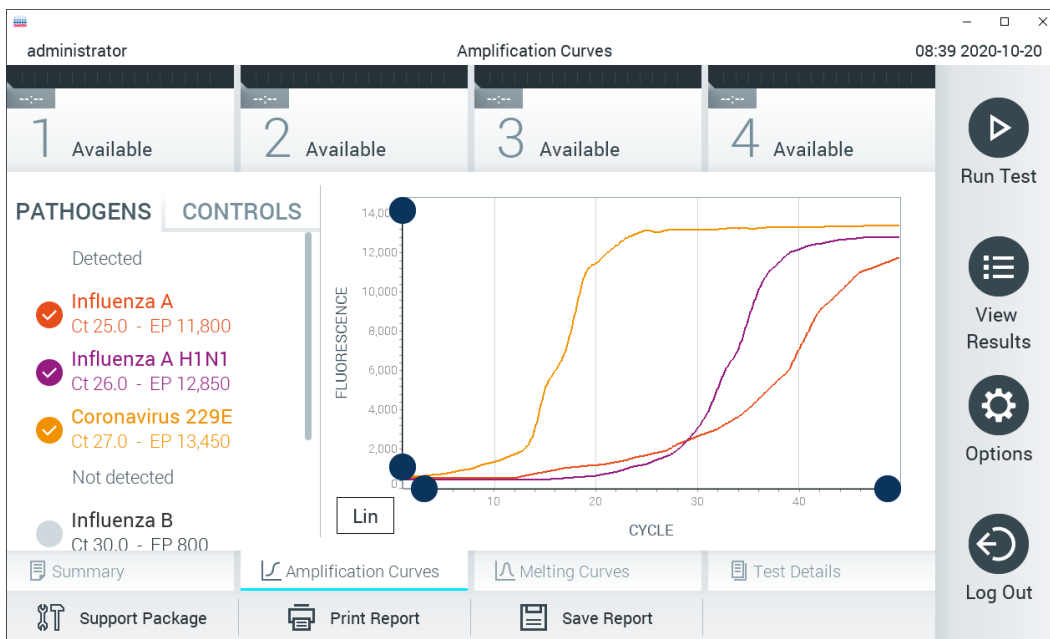 administrator
Amplification Curves
08:39 2020-10-20
--:--
1 Available
--:--
2 Available
--:--
3 Available
--:--
4 Available
Run Test
View
Results
Options
Log Out
PATHOGENS
CONTROLS
Detected
Influenza A
Ct 25.0 - EP 11,800
Influenza A H1N1
Ct 26.0 - EP 12,850
Coronavirus 229E
Ct 27.0 - EP 13,450
Not detected
Influenza B
Ct 30.0 - EP 800
FLUORESCENCE
12,000
10,000
8,000
6,000
4,000
2,000
0
10
20
30
40
CYCLE
Lin
Summary
Amplification Curves
Melting Curves
Test Details
Support Package
Print Report
Save Report